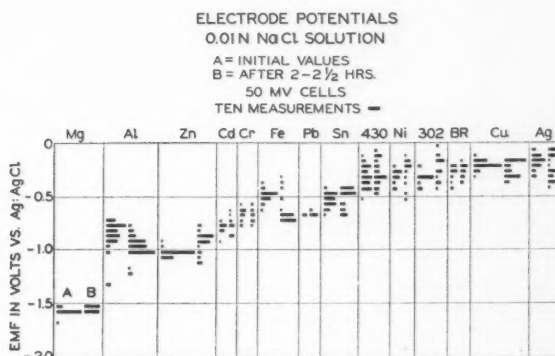 ELECTRODE POTENTIALS
0.01N NaCl SOLUTION
A = INITIAL VALUES
B = AFTER 2-2 1/2 HRS.
50 MV CELLS
TEN MEASUREMENTS
Mg Al Zn Cd Cr Fe Pb Sn 430 Ni 302 BR Cu Ag
EMF IN VOLTS VS. Ag:AgCl
0
-0.5
-1.0
-1.5
A B
-2.0